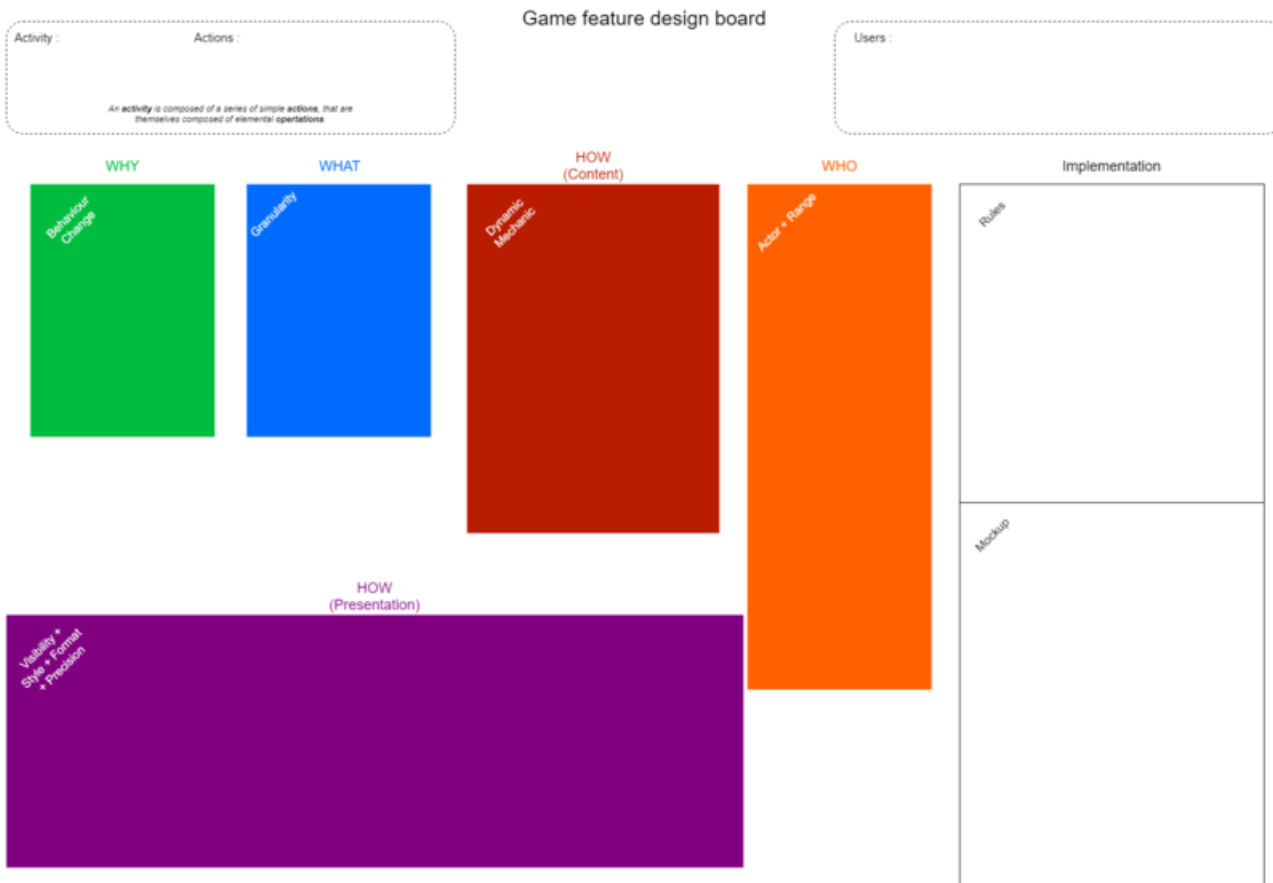 Game feature design board
Activity :
Actions :
An activity is composed of a series of simple actions, that are
themselves composed of elemental opertations.
Users :
WHY
Behaviour
Change
WHAT
Granularity
HOW
(Content)
Dynamic
Mechanic
WHO
Actor + Range
Implementation
Rules
Mockup
HOW
(Presentation)
Visibility +
Style + Format
+ Precision